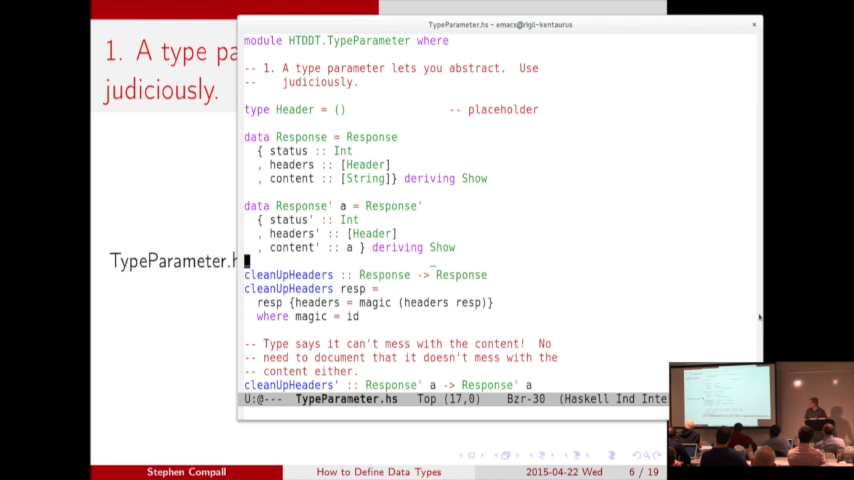 1. A type pa
judiciously.
TypeParameter.h
TypeParameter.hs - emacs@rigil-kentaurus
module HTDDT.TypeParameter where
-- 1. A type parameter lets you abstract.  Use
--    judiciously.
type Header = ()               -- placeholder
data Response = Response
  { status :: Int
  , headers :: [Header]
  , content :: [String]} deriving Show
data Response' a = Response'
  { status' :: Int
  , headers' :: [Header]
  , content' :: a } deriving Show
cleanUpHeaders :: Response -> Response
cleanUpHeaders resp =
  resp {headers = magic (headers resp)}
  where magic = id
-- Type says it can't mess with the content!  No
-- need to document that it doesn't mess with the
-- content either.
cleanUpHeaders' :: Response' a -> Response' a
U:@---  TypeParameter.hs   Top (17,0)    Bzr-30  (Haskell Ind Inte
Stephen Compall
How to Define Data Types
2015-04-22 Wed
6 / 19